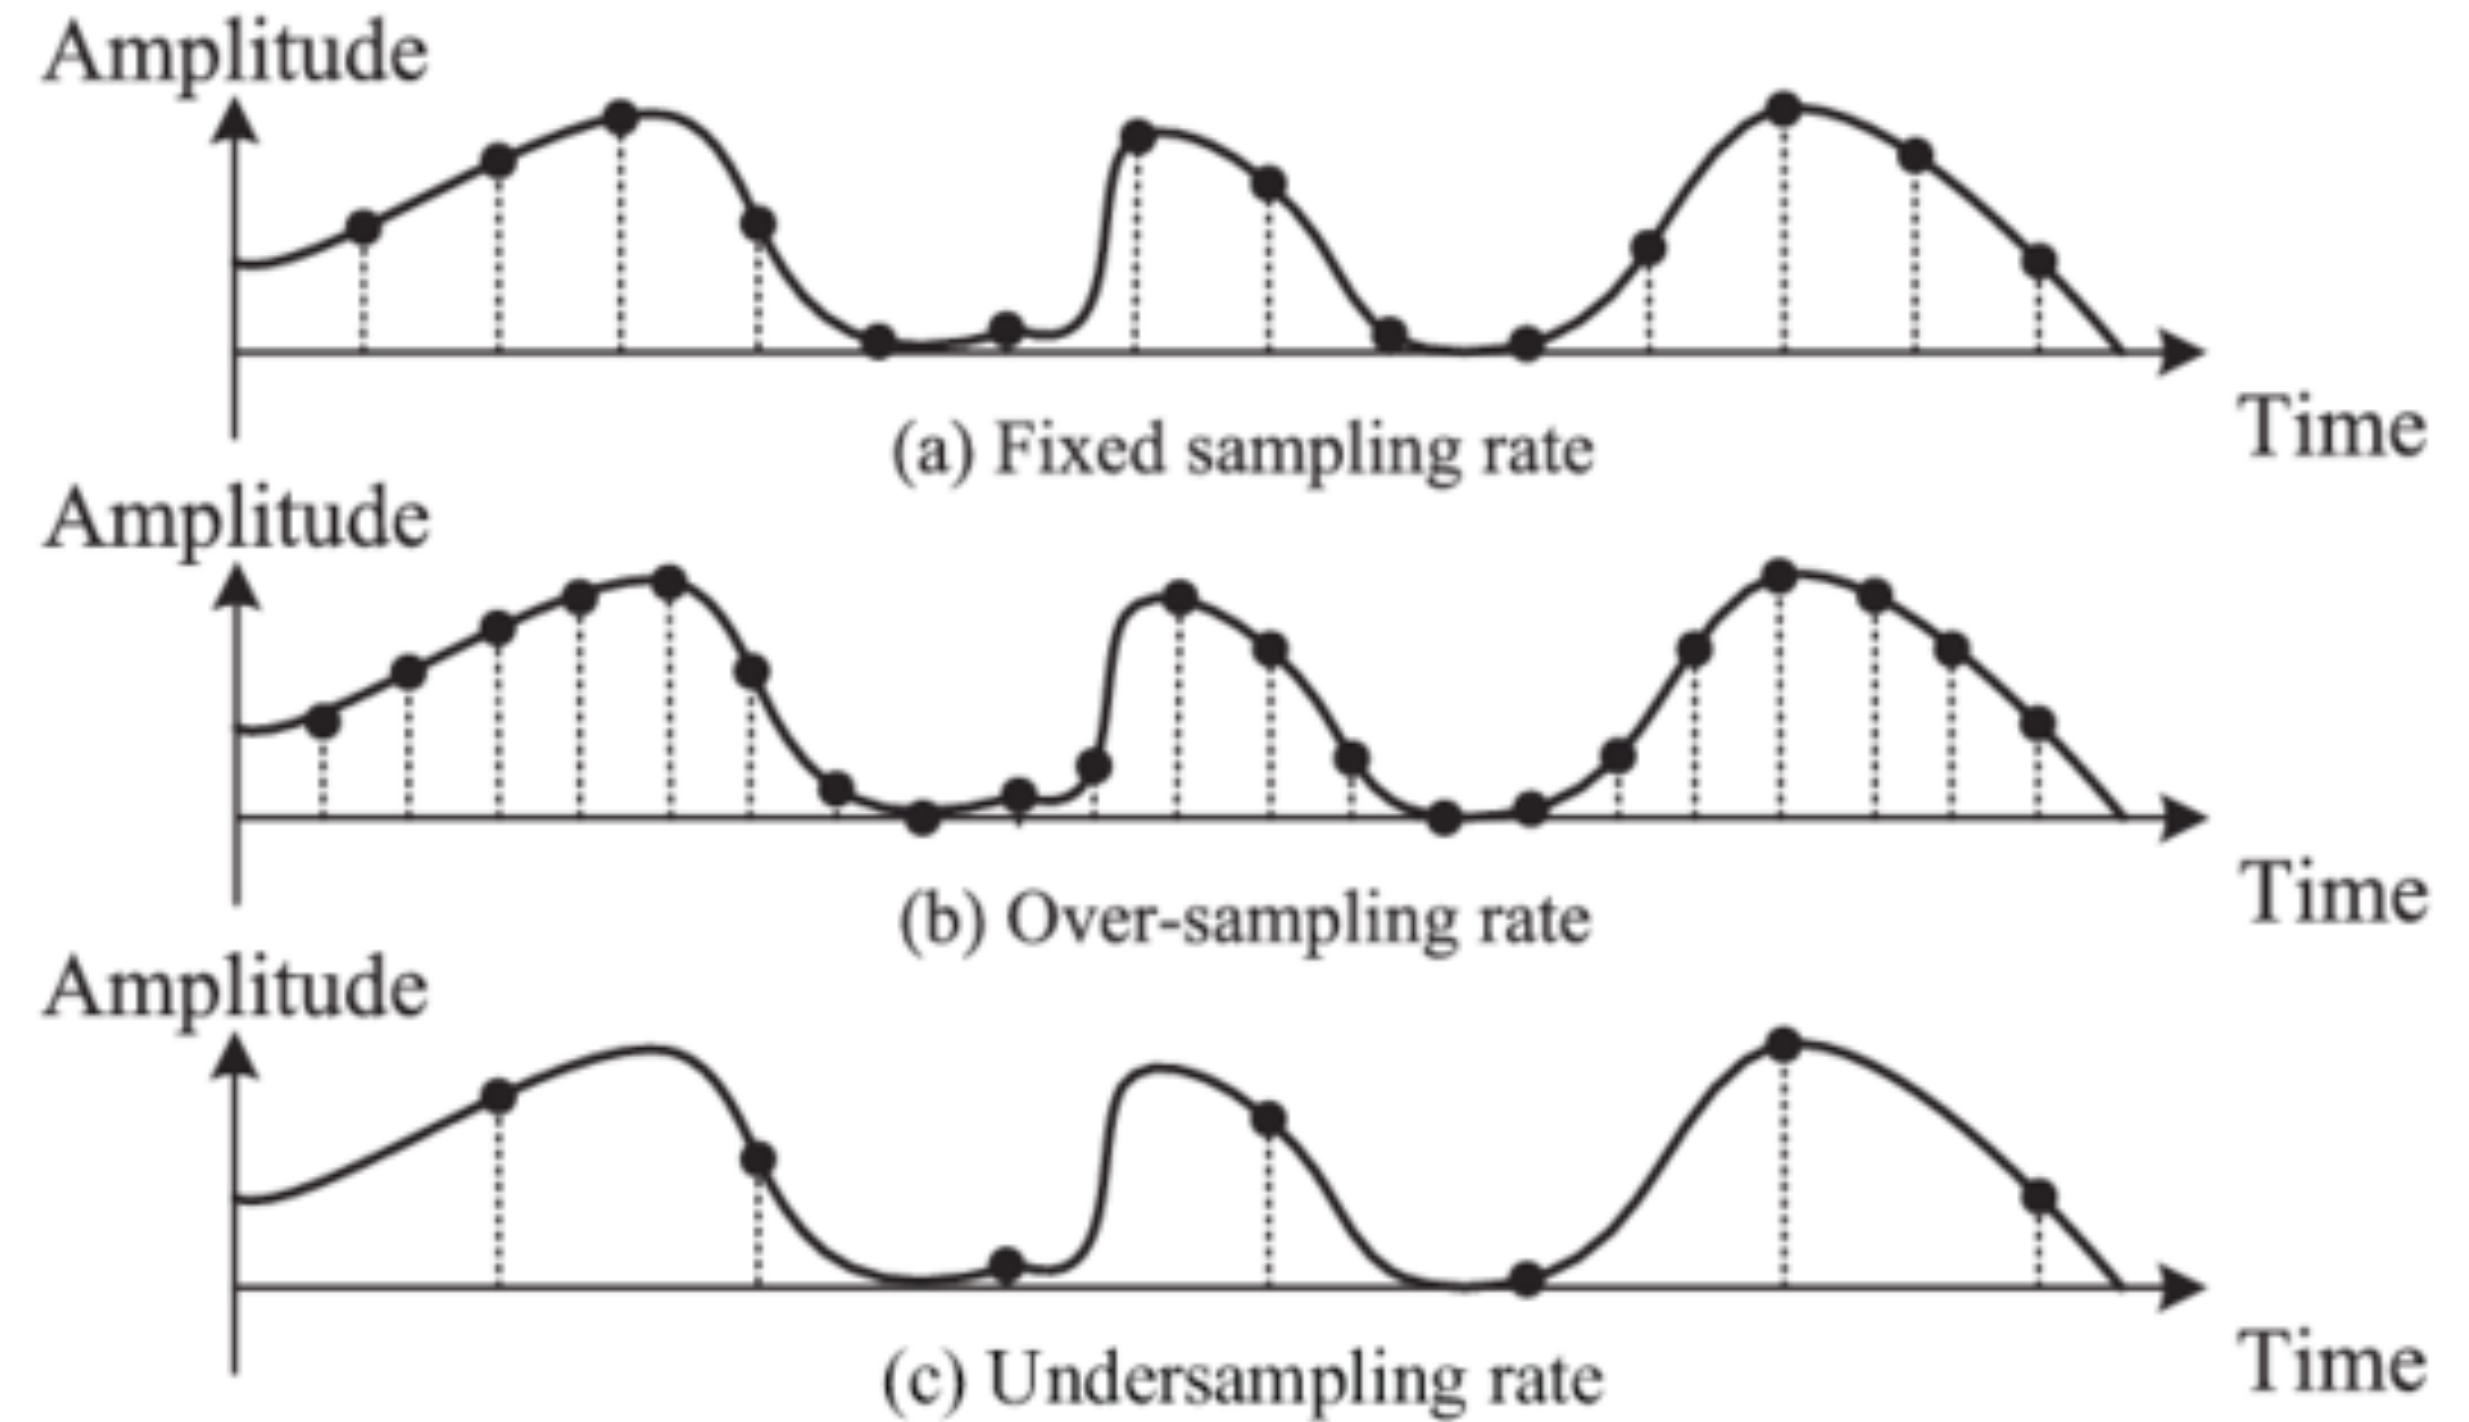 Amplitude
Time
(a) Fixed sampling rate
Amplitude
Time
(b) Over-sampling rate
Amplitude
Time
(c) Undersampling rate